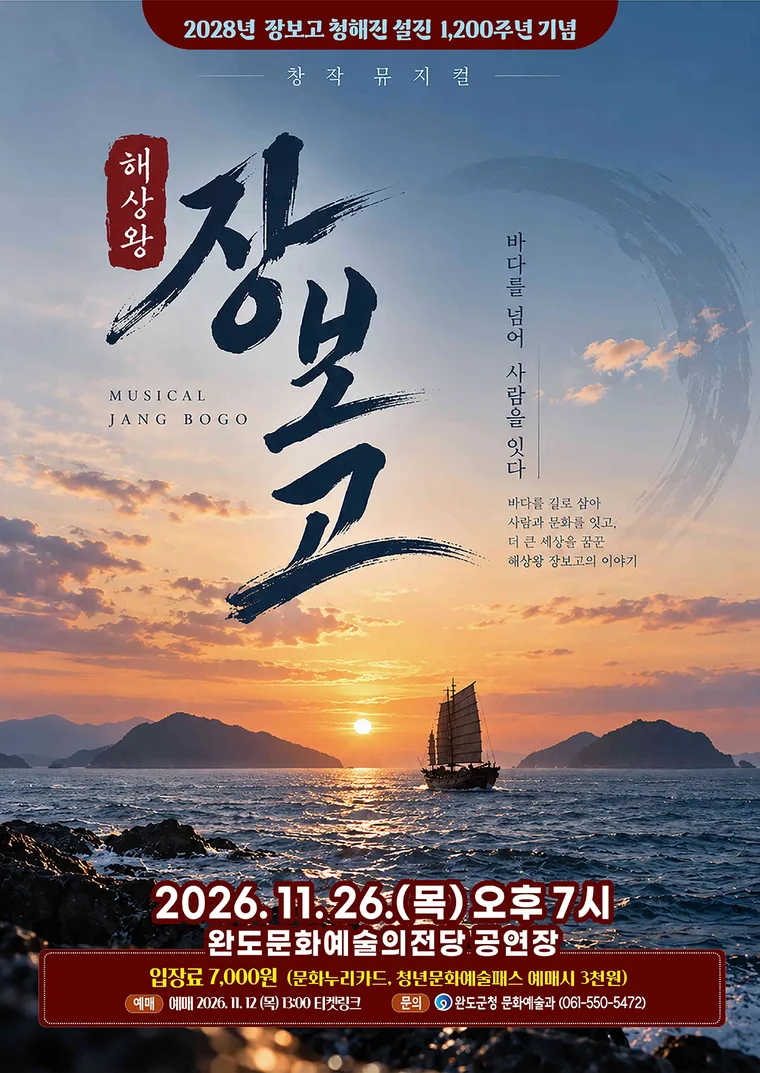 2028년 장보고 청해진 설진 1,200주년 기념
창작뮤지컬
해상왕
장보고
MUSICAL
JANG BOGO
바다를 넘어 사람을 잇다
바다를 길로 삼아
사람과 문화를 잇고,
더 큰 세상을 꿈꾼
해상왕 장보고의 이야기
2026. 11. 26.(목) 오후 7시
완도문화예술의전당 공연장
입장료 7,000원 (문화누리카드, 청년문화예술패스 예매시 3천원)
예매 예매 2026. 11. 12 (목) 13:00 티켓링크 문의 완도군청 문화예술과 (061-550-5472)